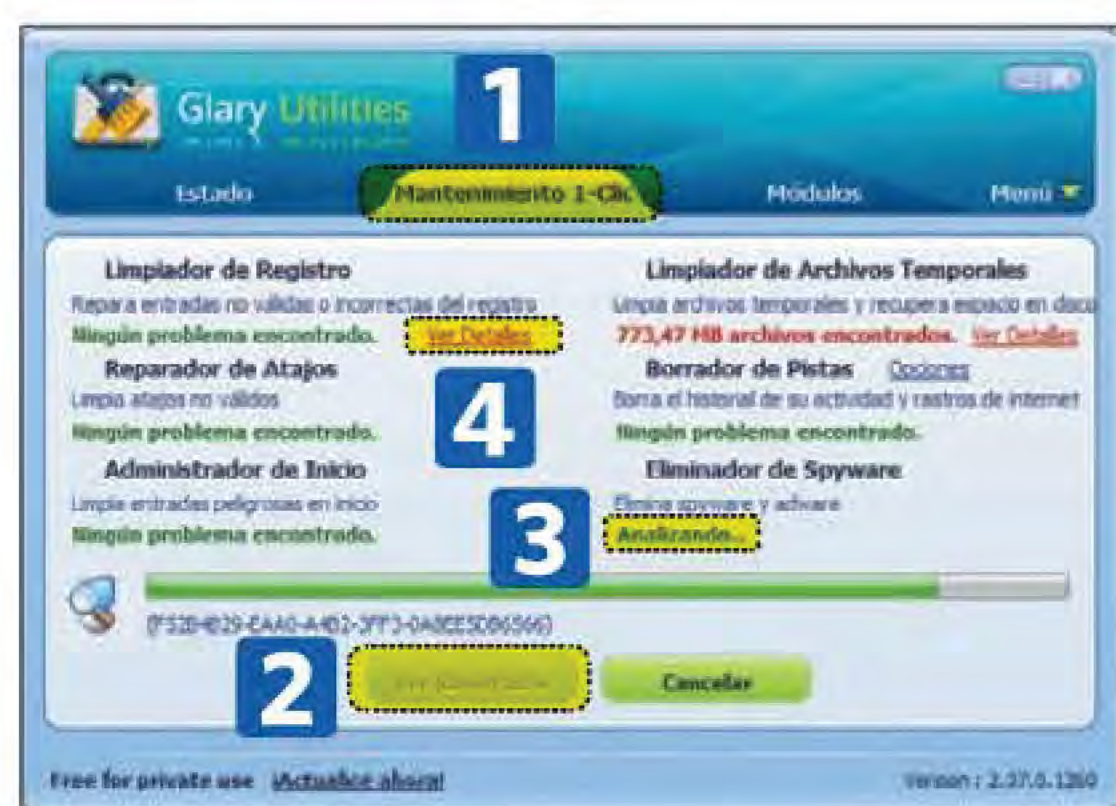 Glary Utilities
1
Estado Mantenimiento 1-Clic Módulos Menú
Limpiador de Registro
Repara entradas no válidas o incorrectas del registro
Ningún problema encontrado. Ver Detalles
Reparador de Atajos
Limpia atajos no válidos
Ningún problema encontrado.
4
Administrador de Inicio
Limpia entradas peligrosas en inicio
Ningún problema encontrado.
Limpiador de Archivos Temporales
Limpia archivos temporales y recupera espacio en disco
773,47 MB archivos encontrados. Ver Detalles
Borrador de Pistas Opciones
Borra el historial de su actividad y rastros de internet
Ningún problema encontrado.
Eliminador de Spyware
Elimina spyware y adware
3
Analizando...
2
Cancelar
Free for private use ¡Actualice ahora!
Version :